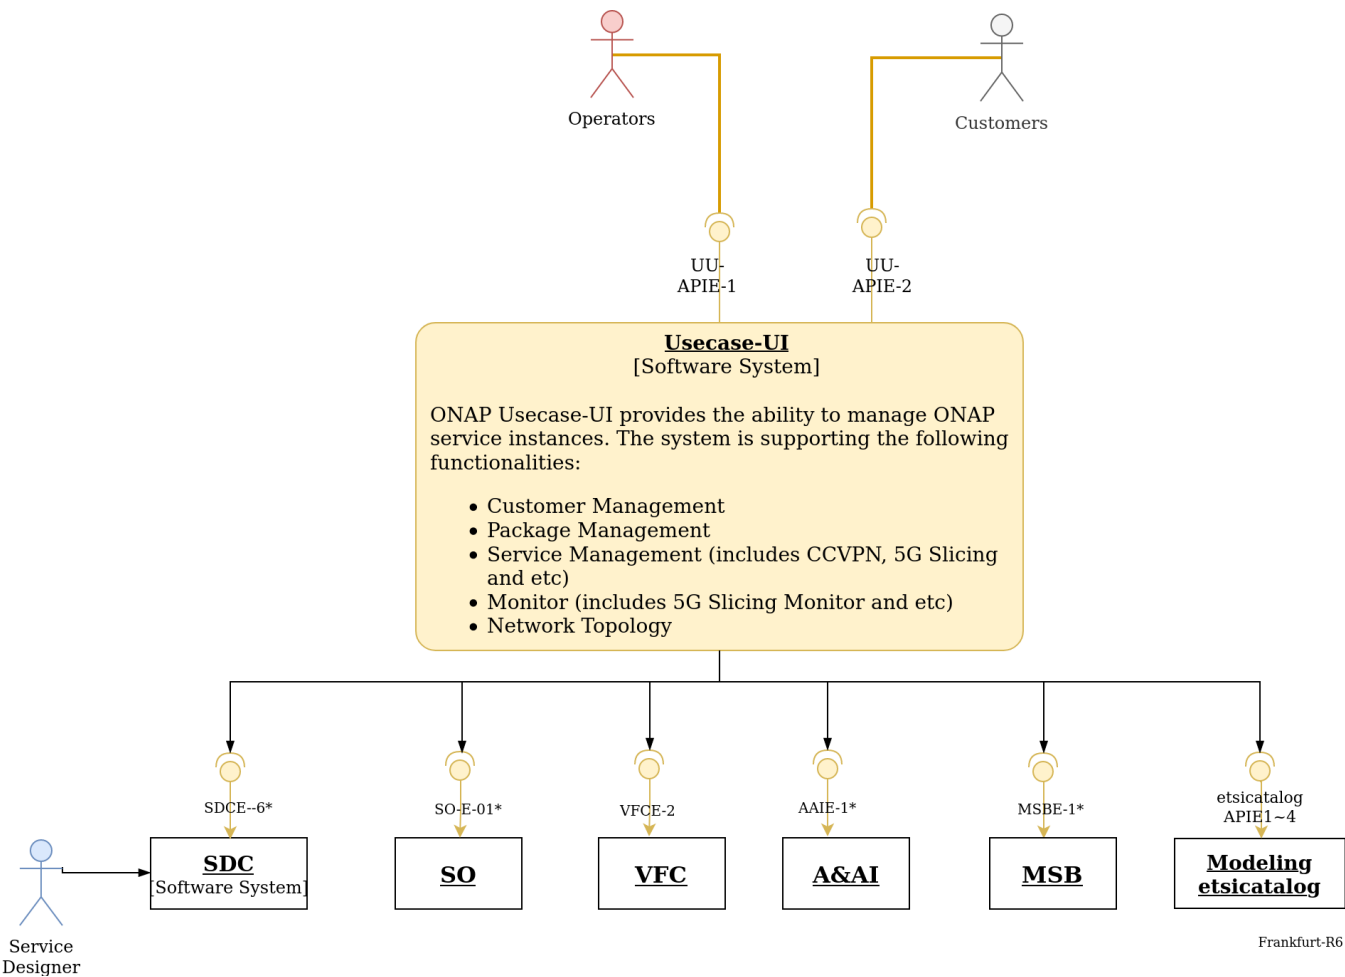 Operators
Customers
UU-
APIE-1
UU-
APIE-2
Usecase-UI
[Software System]
ONAP Usecase-UI provides the ability to manage ONAP
service instances. The system is supporting the following
functionalities:
• Customer Management
• Package Management
• Service Management (includes CCVPN, 5G Slicing
and etc)
• Monitor (includes 5G Slicing Monitor and etc)
• Network Topology
SDCE--6*
SO-E-01*
VFCE-2
AAIE-1*
MSBE-1*
etsicatalog
APIE1~4
SDC
[Software System]
SO
VFC
A&AI
MSB
Modeling
etsicatalog
Service
Designer
Frankfurt-R6